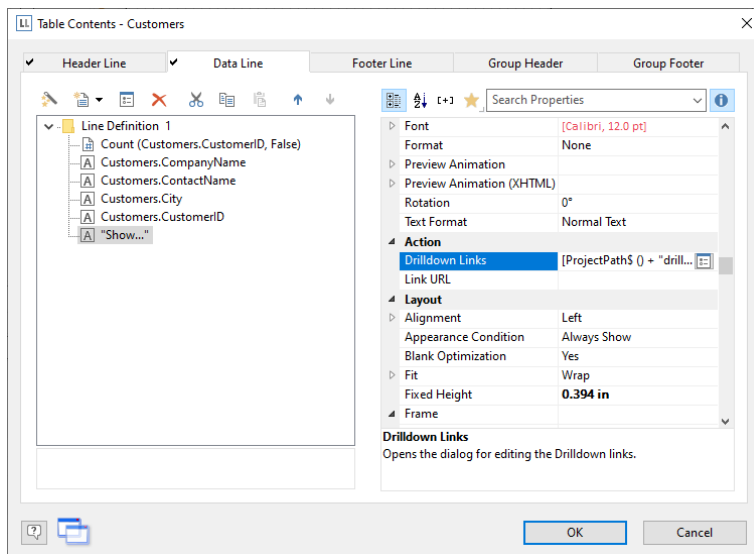 LL Table Contents - Customers
Header Line Data Line Footer Line Group Header Group Footer
Search Properties
Line Definition 1
Count (Customers.CustomerID, False)
Customers.CompanyName
Customers.ContactName
Customers.City
Customers.CustomerID
"Show..."
Font [Calibri, 12.0 pt]
Format None
Preview Animation
Preview Animation (XHTML)
Rotation 0°
Text Format Normal Text
Action
Drilldown Links [ProjectPath$ () + "drill...
Link URL
Layout
Alignment Left
Appearance Condition Always Show
Blank Optimization Yes
Fit Wrap
Fixed Height 0.394 in
Frame
Drilldown Links
Opens the dialog for editing the Drilldown links.
OK Cancel